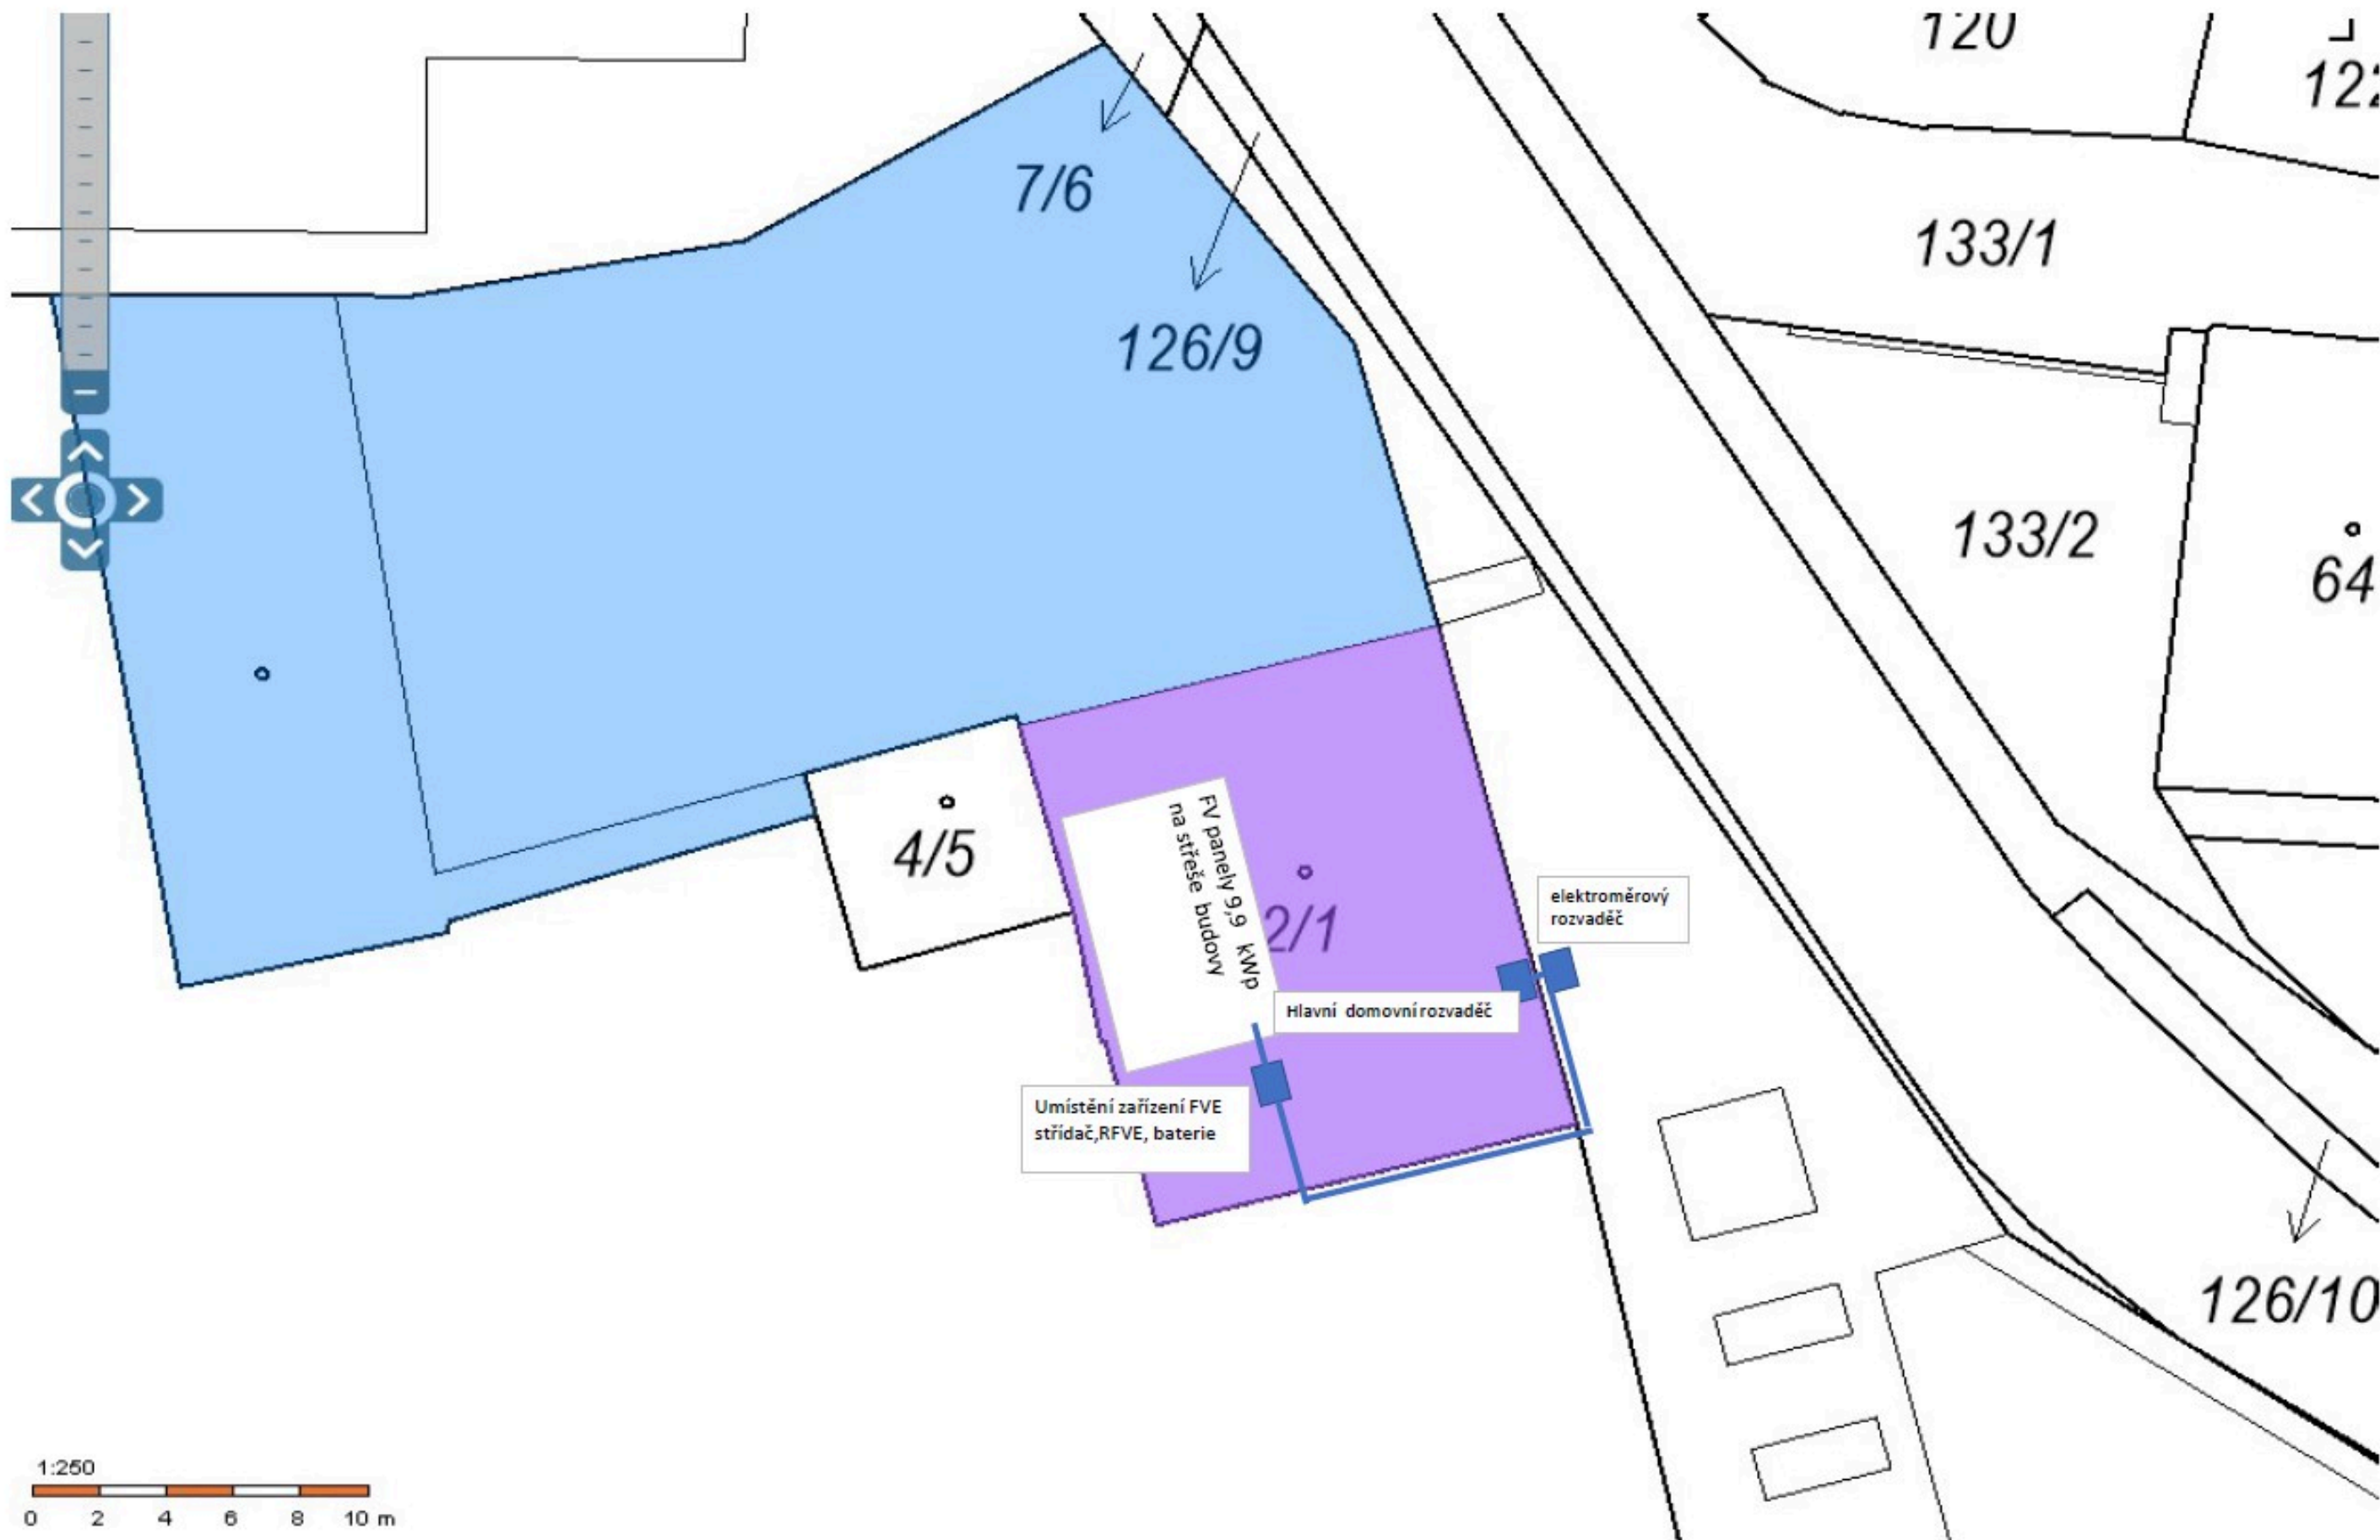 120
7/6
133/1
126/9
133/2
64
4/5
FV panely 9,9 kWp
na střeše budovy
2/1
elektroměrový
rozvaděč
Hlavní domovní rozvaděč
Umístění zařízení FVE
střídač,RFVE, baterie
126/10
1:250
0 2 4 6 8 10 m